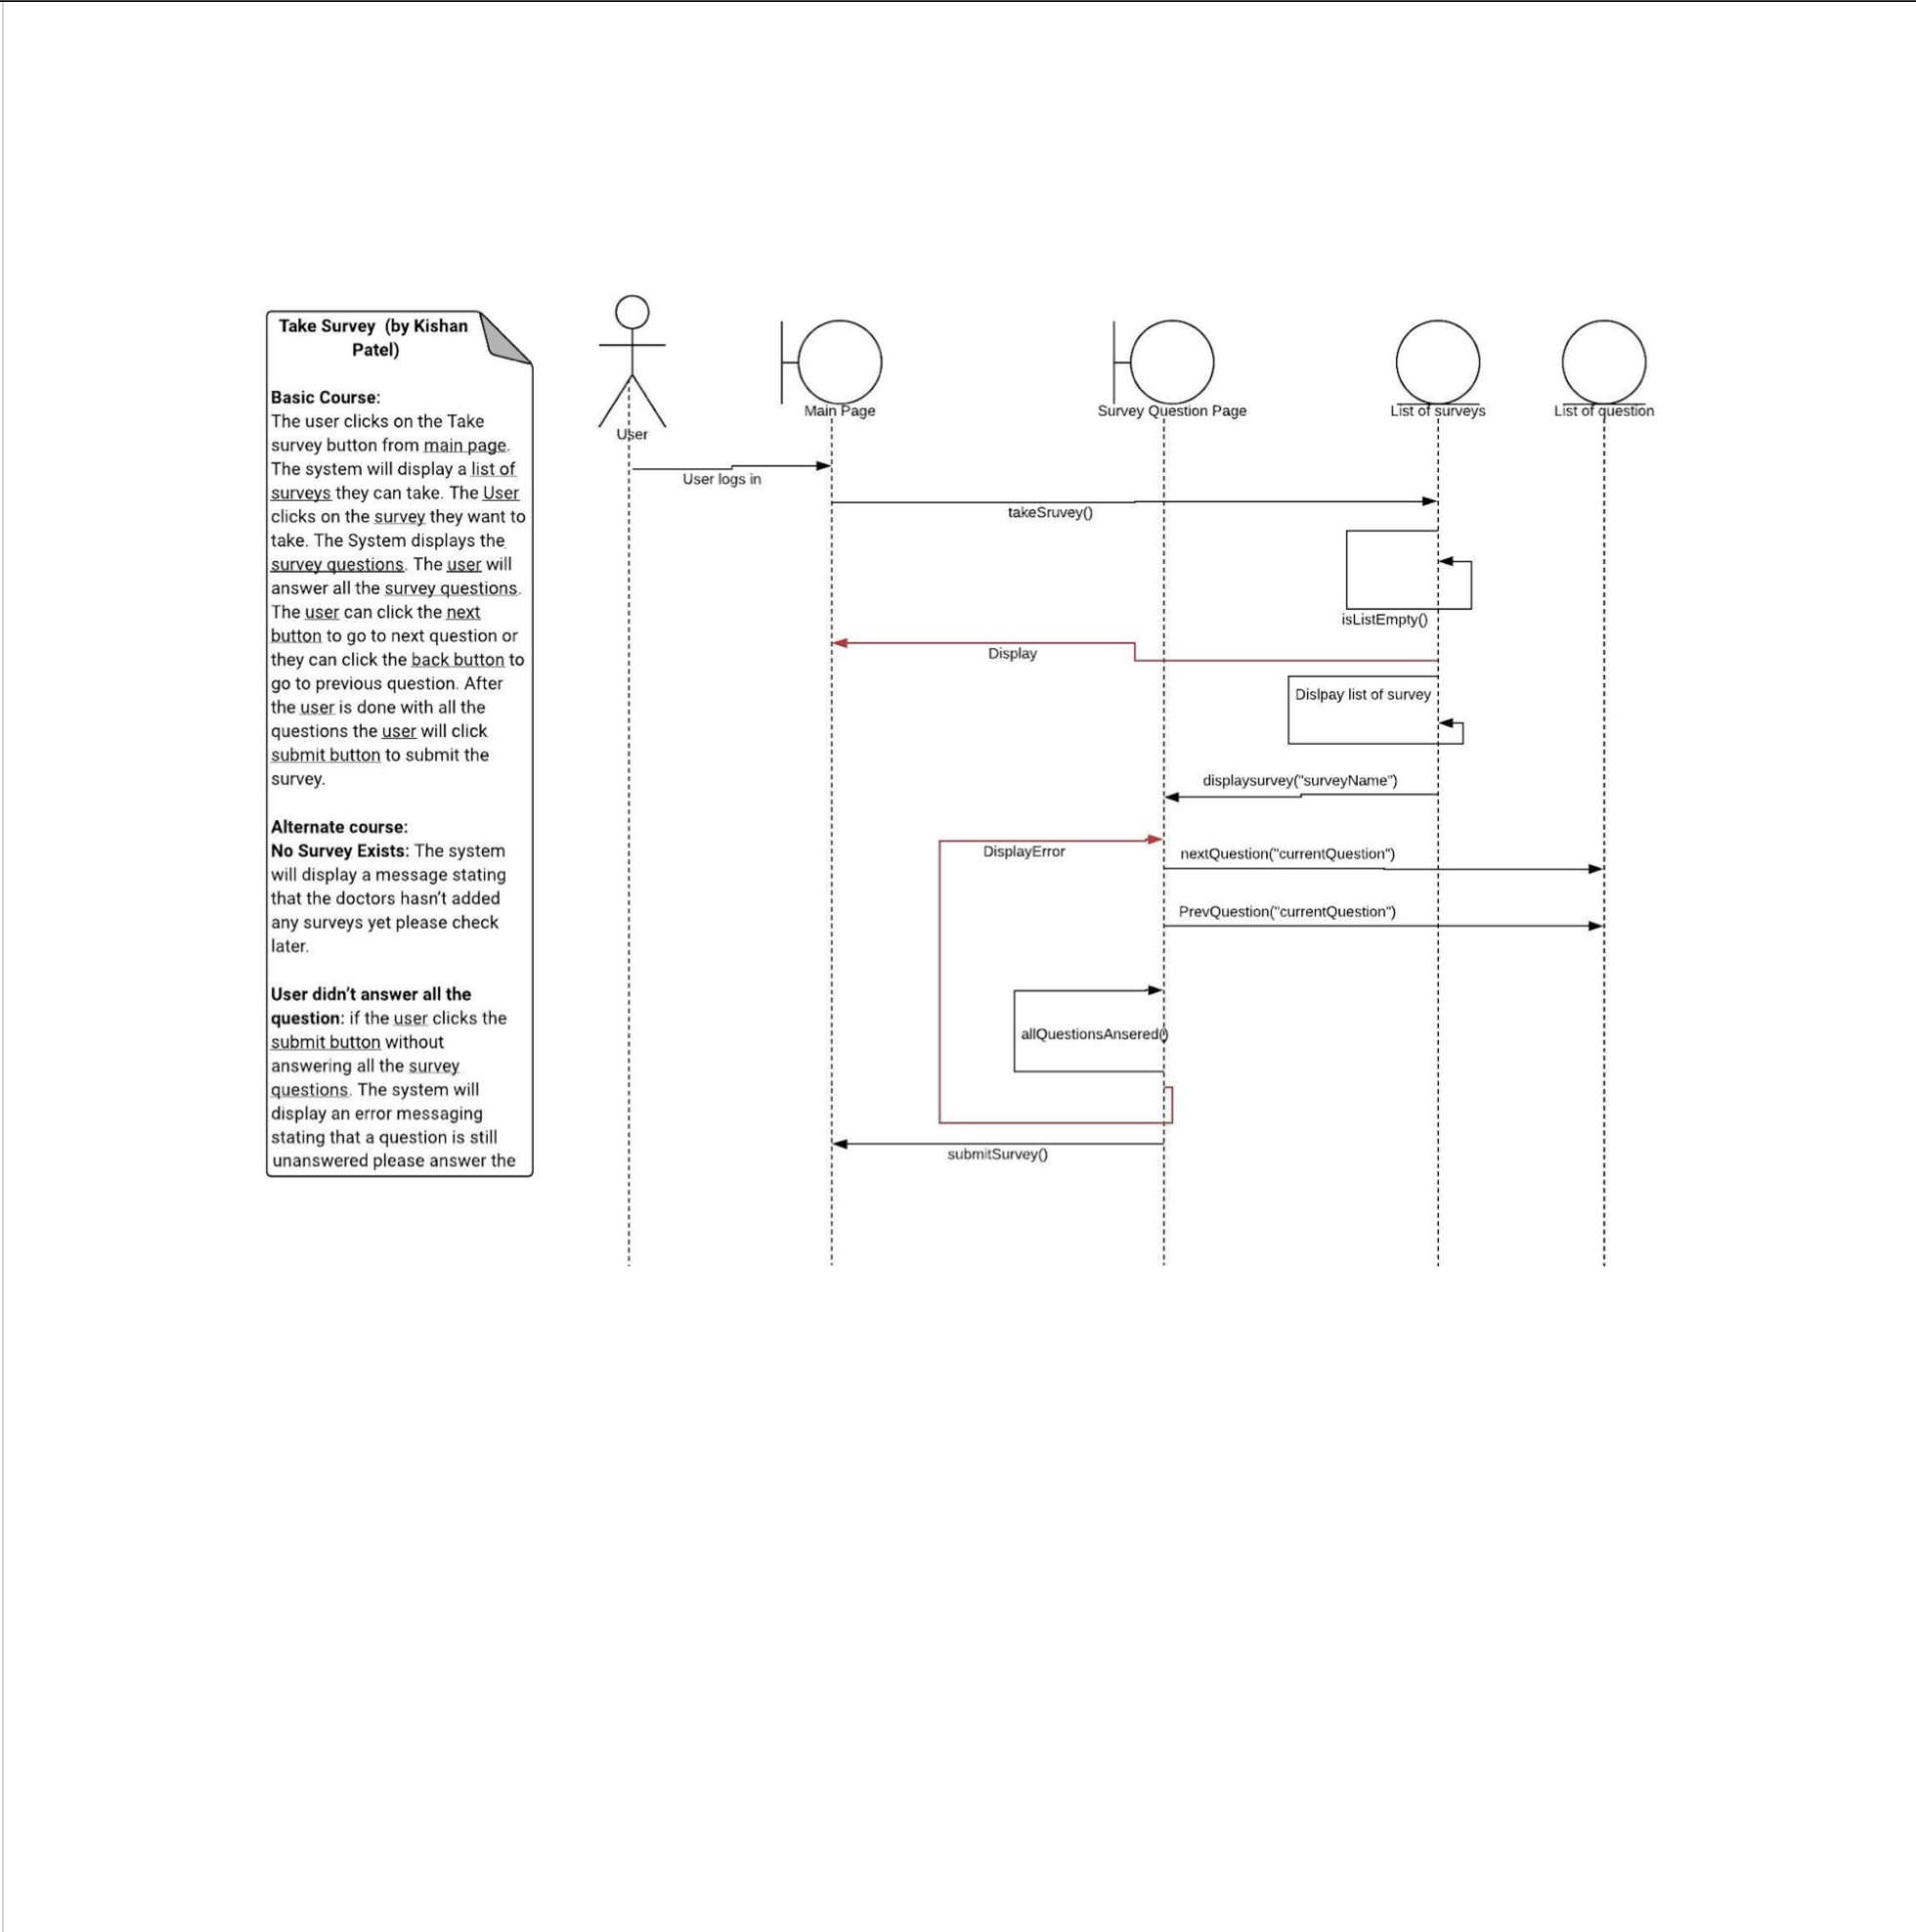 Take Survey  (by Kishan
Patel)
Basic Course:
The user clicks on the Take
survey button from main page.
The system will display a list of
surveys they can take. The User
clicks on the survey they want to
take. The System displays the
survey questions. The user will
answer all the survey questions.
The user can click the next
button to go to next question or
they can click the back button to
go to previous question. After
the user is done with all the
questions the user will click
submit button to submit the
survey.
Alternate course:
No Survey Exists: The system
will display a message stating
that the doctors hasn’t added
any surveys yet please check
later.
User didn’t answer all the
question: if the user clicks the
submit button without
answering all the survey
questions. The system will
display an error messaging
stating that a question is still
unanswered please answer the
User
Main Page
Survey Question Page
List of surveys
List of question
User logs in
takeSruvey()
isListEmpty()
Display
Dislpay list of survey
displaysurvey("surveyName")
DisplayError
nextQuestion("currentQuestion")
PrevQuestion("currentQuestion")
allQuestionsAnsered()
submitSurvey()